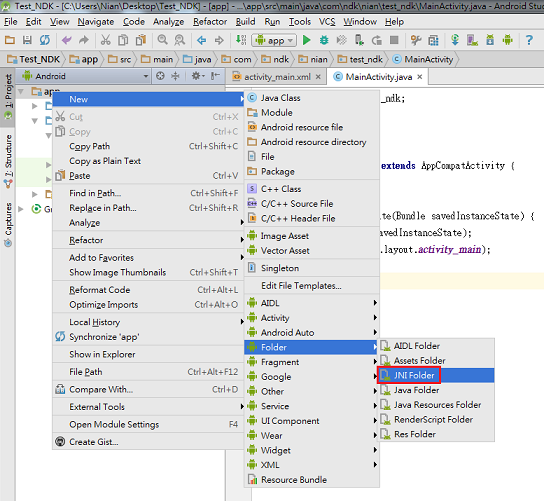 Test_NDK - [C:\Users\Nian\Desktop\Test_NDK] - [app] - ...\app\src\main\java\com\ndk\nian\test_ndk\MainActivity.java - Android Stu
File Edit View Navigate Code Analyze Refactor Build Run Tools VCS Window Help
app
Test_NDK app src main java com ndk nian test_ndk MainActivity
Android
activity_main.xml MainActivity.java
1: Project
7: Structure
Captures
app
Gr
_ndk;
extends AppCompatActivity {
te(Bundle savedInstanceState) {
avedInstanceState);
.layout.activity_main);
New
Cut Ctrl+X
Copy Ctrl+C
Copy Path Ctrl+Shift+C
Copy as Plain Text
Paste Ctrl+V
Find in Path... Ctrl+Shift+F
Replace in Path... Ctrl+Shift+R
Analyze
Refactor
Add to Favorites
Show Image Thumbnails Ctrl+Shift+T
Reformat Code Ctrl+Alt+L
Optimize Imports Ctrl+Alt+O
Local History
Synchronize 'app'
Show in Explorer
File Path Ctrl+Alt+F12
Compare With... Ctrl+D
External Tools
Open Module Settings F4
Create Gist...
Java Class
Module
Android resource file
Android resource directory
File
Package
C++ Class
C/C++ Source File
C/C++ Header File
Image Asset
Vector Asset
Singleton
Edit File Templates...
AIDL
Activity
Android Auto
Folder
Fragment
Google
Other
Service
UI Component
Wear
Widget
XML
Resource Bundle
AIDL Folder
Assets Folder
JNI Folder
Java Folder
Java Resources Folder
RenderScript Folder
Res Folder